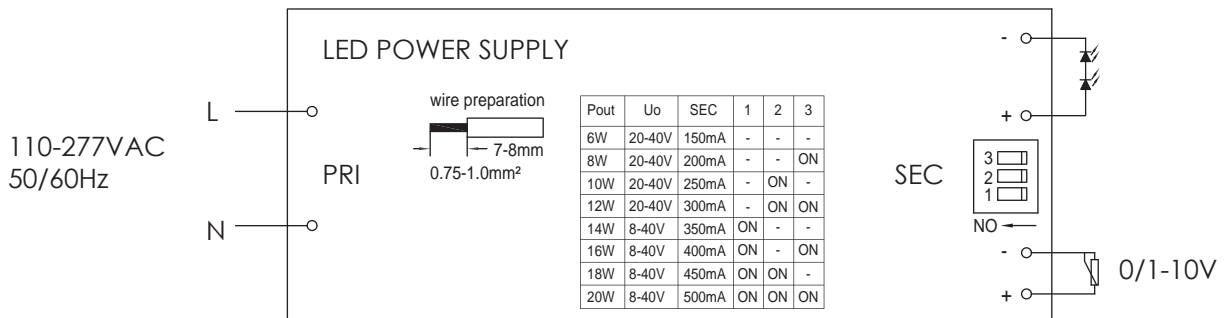 LED POWER SUPPLY
110-277VAC
50/60Hz
L
N
PRI
wire preparation
7-8mm
0.75-1.0mm²
Pout Uo SEC 1 2 3
6W 20-40V 150mA - - -
8W 20-40V 200mA - - ON
10W 20-40V 250mA - ON -
12W 20-40V 300mA - ON ON
14W 8-40V 350mA ON - -
16W 8-40V 400mA ON - ON
18W 8-40V 450mA ON ON -
20W 8-40V 500mA ON ON ON
SEC
-
+
3
2
1
NO
-
+
0/1-10V